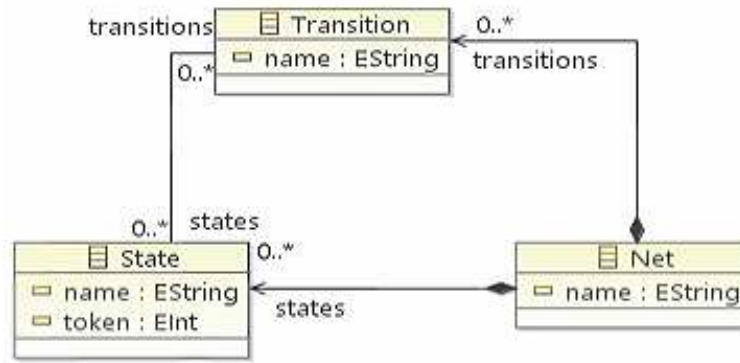 transitions
Transition
0..*
0..*
name : EString
transitions
0..*
states
State
0..*
Net
name : EString
name : EString
token : EInt
states